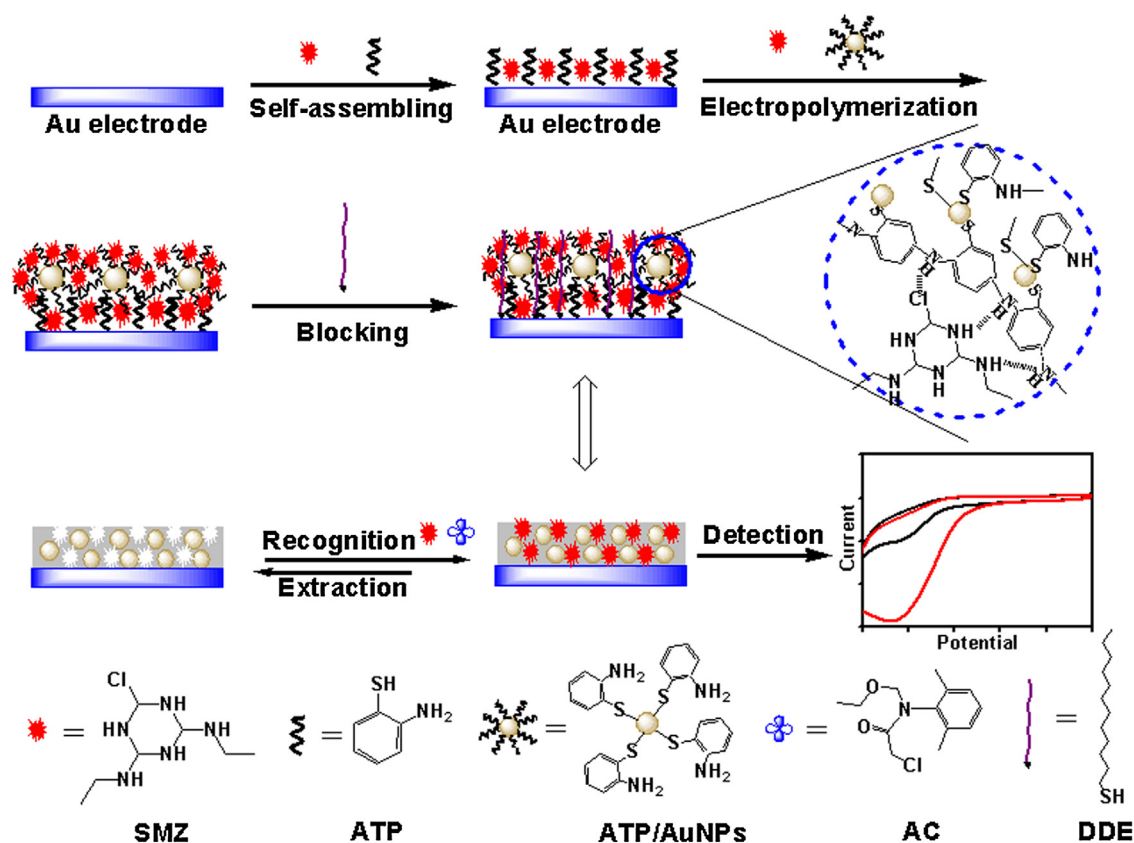 Au electrode
Self-assembling
Au electrode
Electropolymerization
Blocking
S
S
NH
S
S
N
N
H
S
S
NH
S
Cl
N
H
NH
HN
NH
N
H
NH
N
H
N
H
Recognition
Extraction
Detection
Current
Potential
Cl
HN
NH
NH
NH
NH
SH
NH2
NH2
NH2
S
S
S
S
NH2
NH2
O
N
O
Cl
SH
SMZ
ATP
ATP/AuNPs
AC
DDE